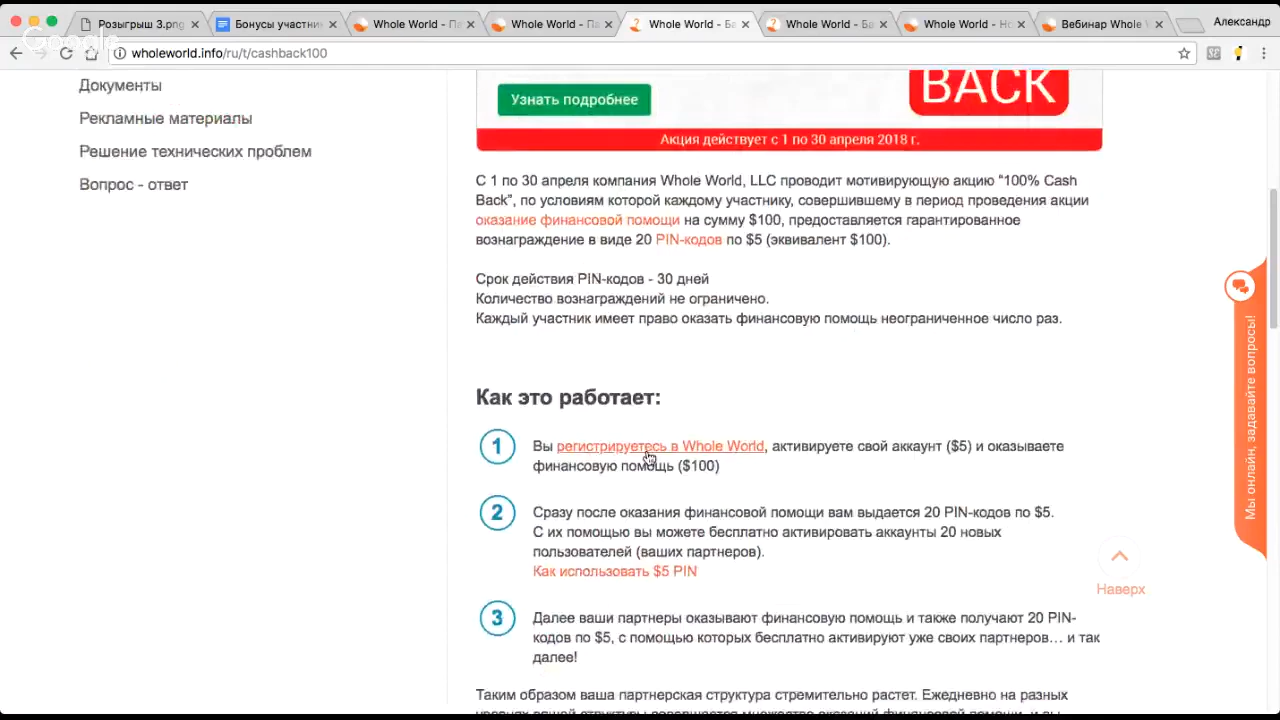 Розыгрыш 3.png
Бонусы участник
Whole World - Па
Whole World - Па
Whole World - Ба
Whole World - Ба
Whole World - Но
Вебинар Whole W
Александр
Google
wholeworld.info/ru/t/cashback100
Документы
Рекламные материалы
Решение технических проблем
Вопрос - ответ
Узнать подробнее
BACK
Акция действует с 1 по 30 апреля 2018 г.
С 1 по 30 апреля компания Whole World, LLC проводит мотивирующую акцию "100% Cash
Back", по условиям которой каждому участнику, совершившему в период проведения акции
оказание финансовой помощи на сумму $100, предоставляется гарантированное
вознаграждение в виде 20 PIN-кодов по $5 (эквивалент $100).
Срок действия PIN-кодов - 30 дней
Количество вознаграждений не ограничено.
Каждый участник имеет право оказать финансовую помощь неограниченное число раз.
Как это работает:
1 Вы регистрируетесь в Whole World, активируете свой аккаунт ($5) и оказываете
финансовую помощь ($100)
2 Сразу после оказания финансовой помощи вам выдается 20 PIN-кодов по $5.
С их помощью вы можете бесплатно активировать аккаунты 20 новых
пользователей (ваших партнеров).
Как использовать $5 PIN
3 Далее ваши партнеры оказывают финансовую помощь и также получают 20 PIN-
кодов по $5, с помощью которых бесплатно активируют уже своих партнеров... и так
далее!
Таким образом ваша партнерская структура стремительно растет. Ежедневно на разных
Мы онлайн, задавайте вопросы!
Наверх